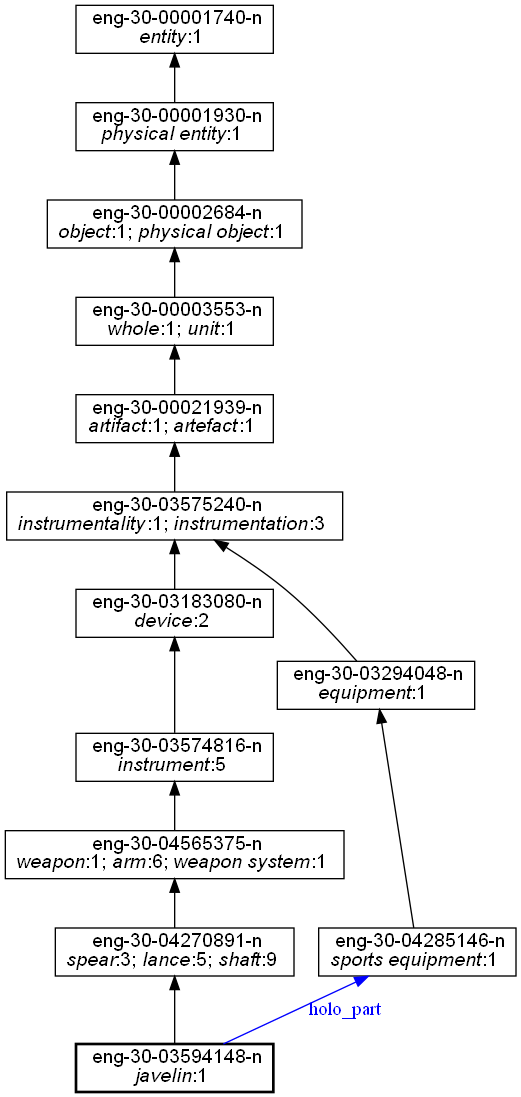 eng-30-00001740-n
entity:1
eng-30-00001930-n
physical entity:1
eng-30-00002684-n
object:1; physical object:1
eng-30-00003553-n
whole:1; unit:1
eng-30-00021939-n
artifact:1; artefact:1
eng-30-03575240-n
instrumentality:1; instrumentation:3
eng-30-03183080-n
device:2
eng-30-03294048-n
equipment:1
eng-30-03574816-n
instrument:5
eng-30-04565375-n
weapon:1; arm:6; weapon system:1
eng-30-04270891-n
spear:3; lance:5; shaft:9
eng-30-04285146-n
sports equipment:1
holo_part
eng-30-03594148-n
javelin:1